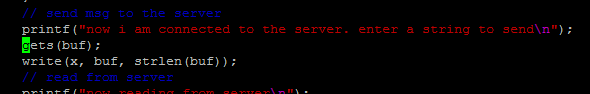 // send msg to the server
printf("now i am connected to the server. enter a string to send\n");
gets(buf);
write(x, buf, strlen(buf));
// read from server
printf("now reading from server\n");